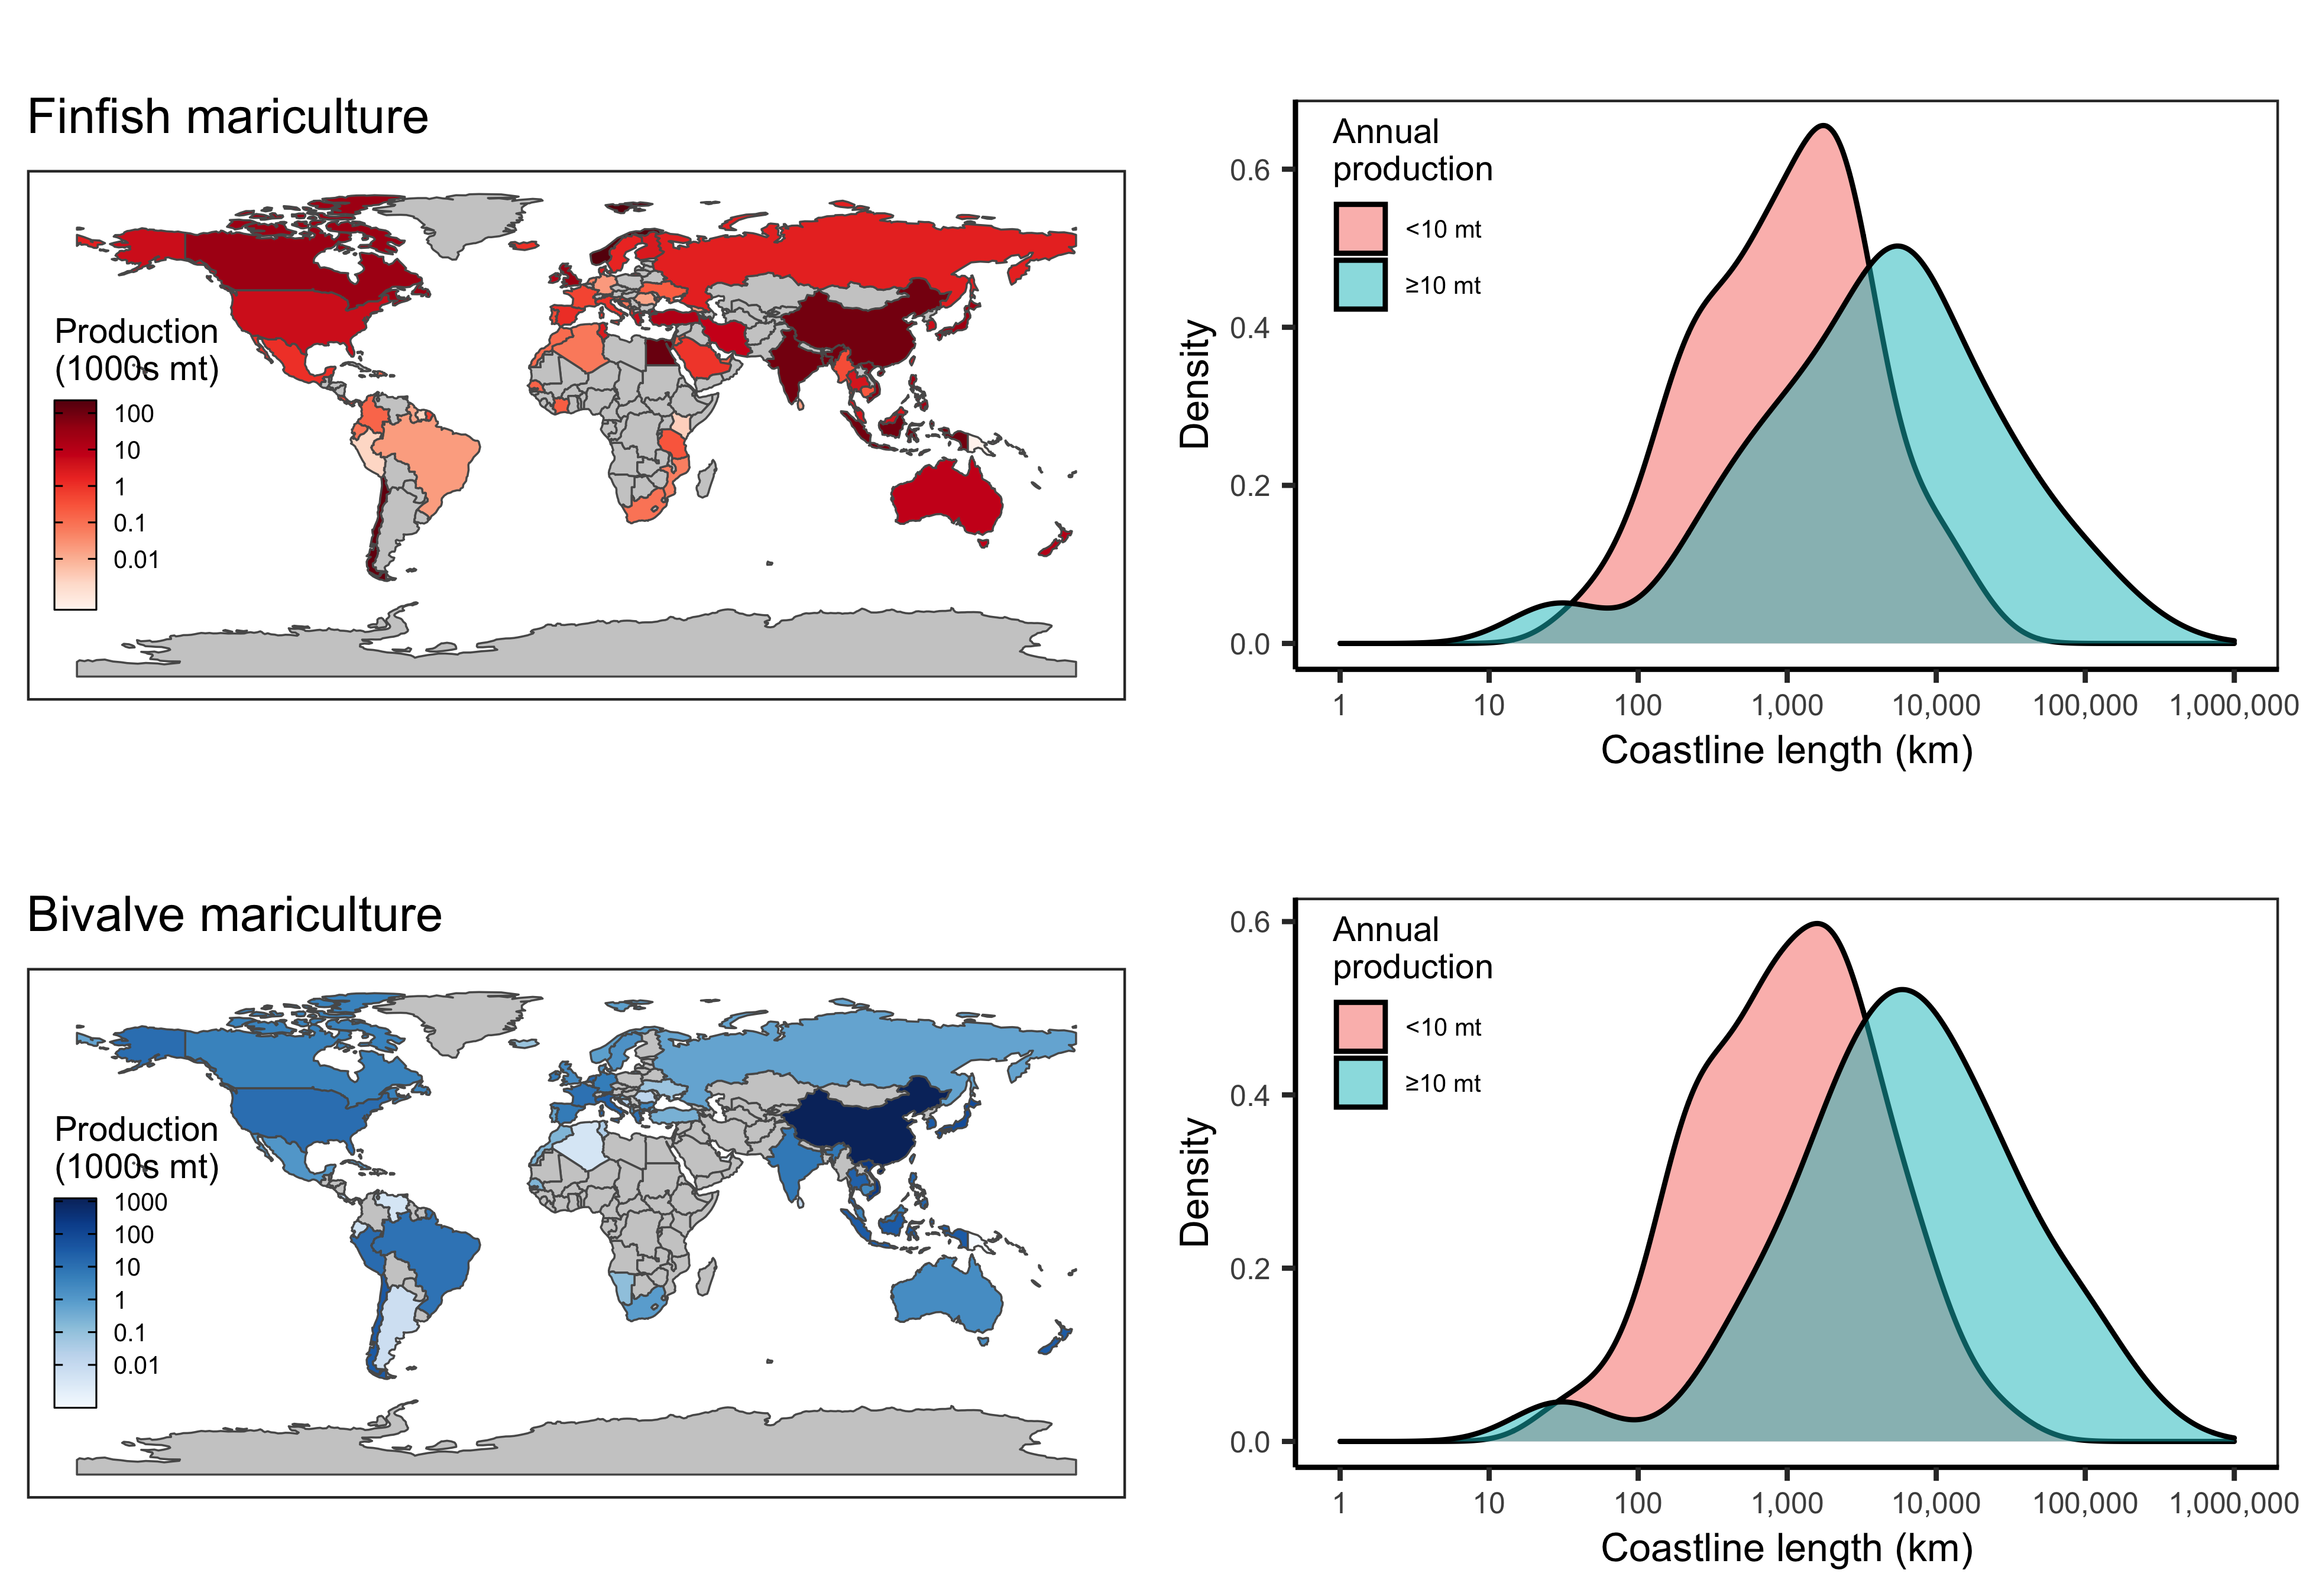 Finfish mariculture
Production
(1000s mt)
100
10
1
0.1
0.01
Annual
production
<10 mt
≥10 mt
Density
0.6
0.4
0.2
0.0
1 10 100 1,000 10,000 100,000 1,000,000
Coastline length (km)
Bivalve mariculture
Production
(1000s mt)
1000
100
10
1
0.1
0.01
Annual
production
<10 mt
≥10 mt
Density
0.6
0.4
0.2
0.0
1 10 100 1,000 10,000 100,000 1,000,000
Coastline length (km)